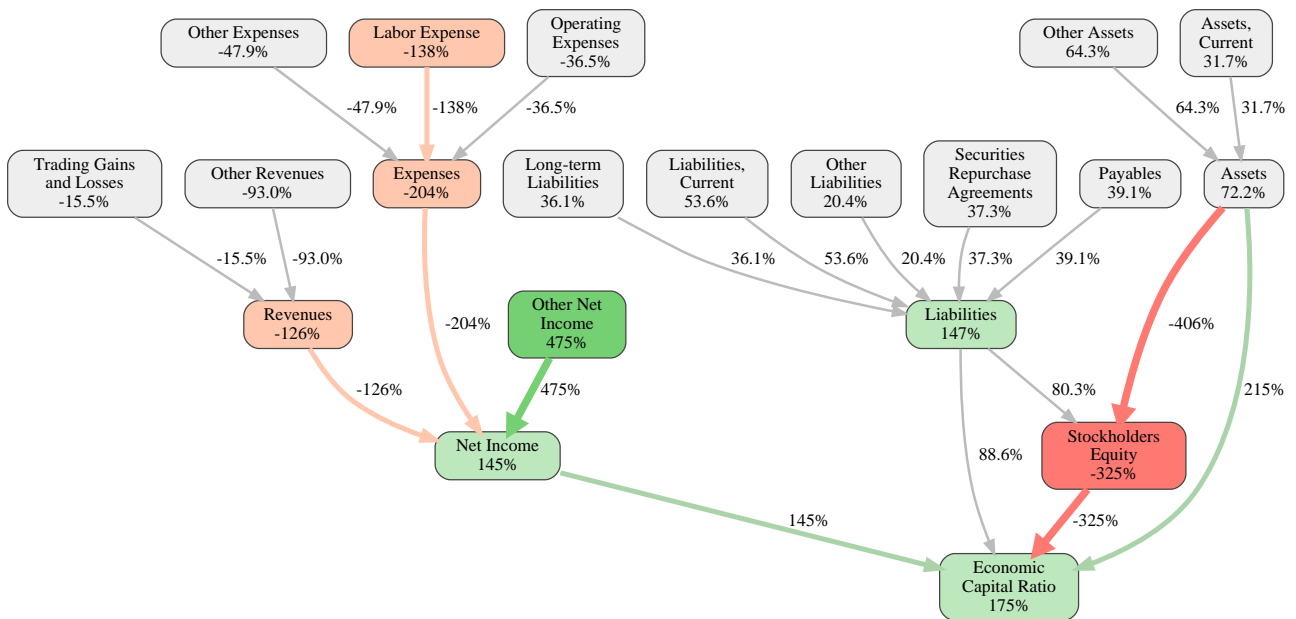 Other Expenses
-47.9%
Labor Expense
-138%
Operating
Expenses
-36.5%
Other Assets
64.3%
Assets,
Current
31.7%
-47.9%
-138%
-36.5%
64.3%
31.7%
Trading Gains
and Losses
-15.5%
Other Revenues
-93.0%
Expenses
-204%
Long-term
Liabilities
36.1%
Liabilities,
Current
53.6%
Other
Liabilities
20.4%
Securities
Repurchase
Agreements
37.3%
Payables
39.1%
Assets
72.2%
-15.5%
-93.0%
36.1%
53.6%
20.4%
37.3%
39.1%
Revenues
-126%
-204%
Other Net
Income
475%
Liabilities
147%
-406%
-126%
475%
80.3%
215%
Net Income
145%
88.6%
Stockholders
Equity
-325%
145%
-325%
Economic
Capital Ratio
175%